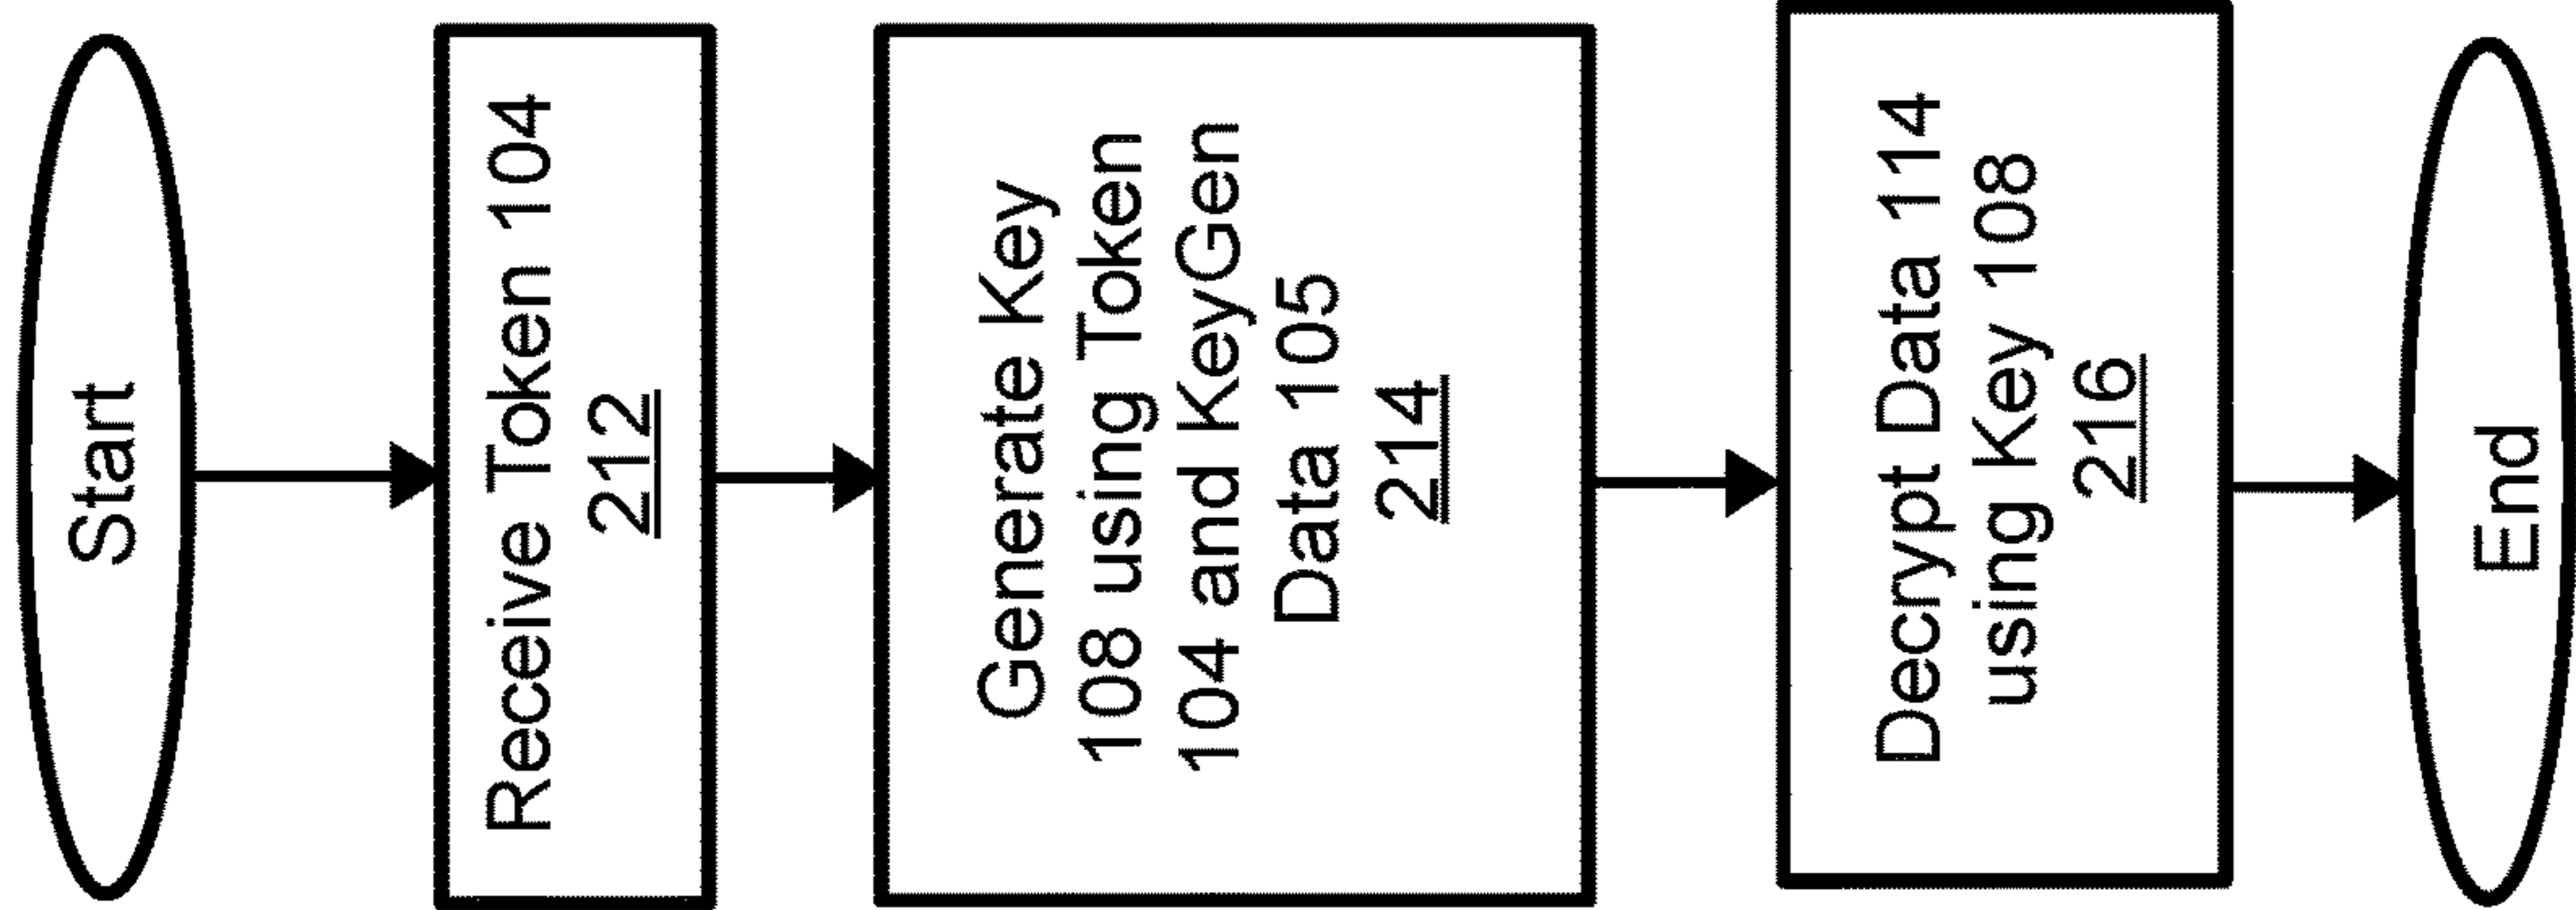 Start
Receive Token 104
212
Generate Key
108 using Token
104 and KeyGen
Data 105
214
Decrypt Data 114
using Key 108
216
End